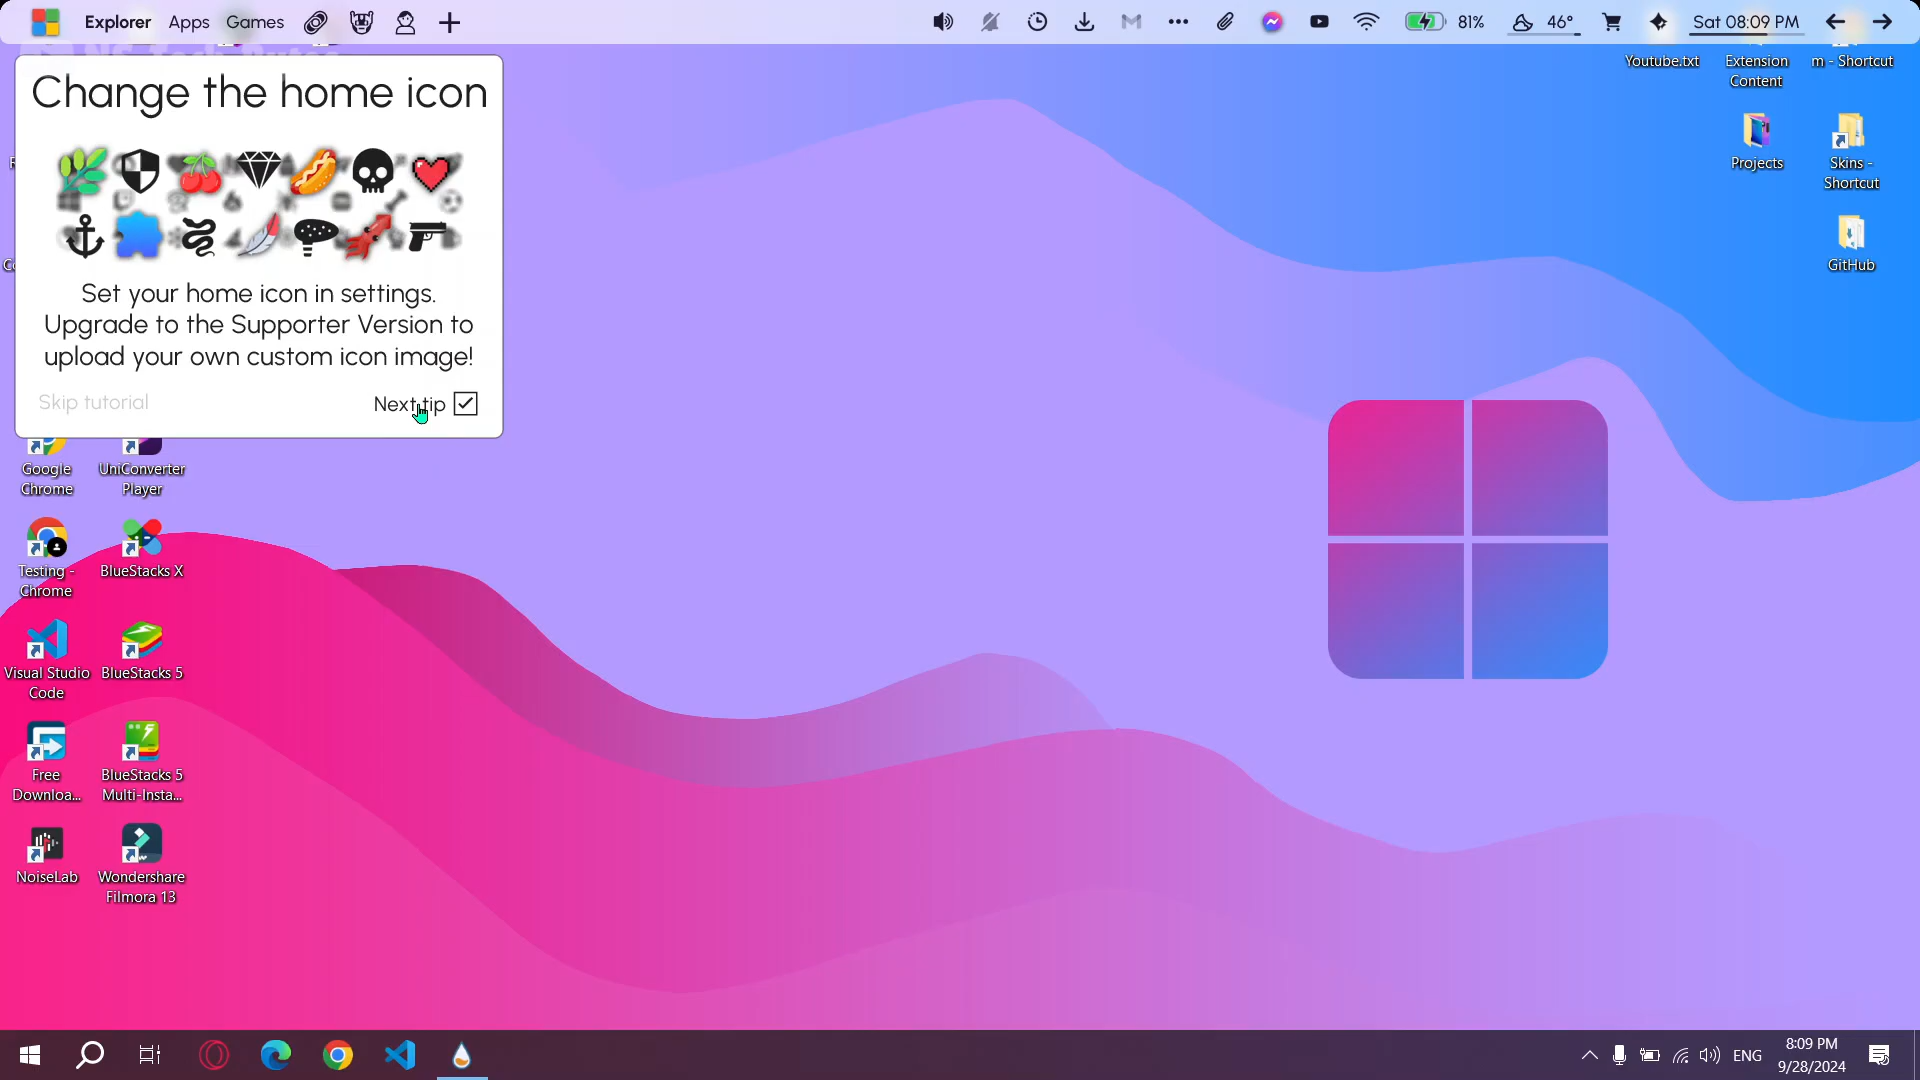 Explorer Apps Games
81% 46° Sat 08:09 PM
Change the home icon
Set your home icon in settings.
Upgrade to the Supporter Version to
upload your own custom icon image!
Skip tutorial
Next tip
Youtube.txt
Extension
Content
m - Shortcut
Projects
Skins -
Shortcut
GitHub
Google
Chrome
UniConverter
Player
Testing -
Chrome
BlueStacks X
Visual Studio
Code
BlueStacks 5
Free
Downloa...
BlueStacks 5
Multi-Insta...
NoiseLab
Wondershare
Filmora 13
ENG
8:09 PM
9/28/2024